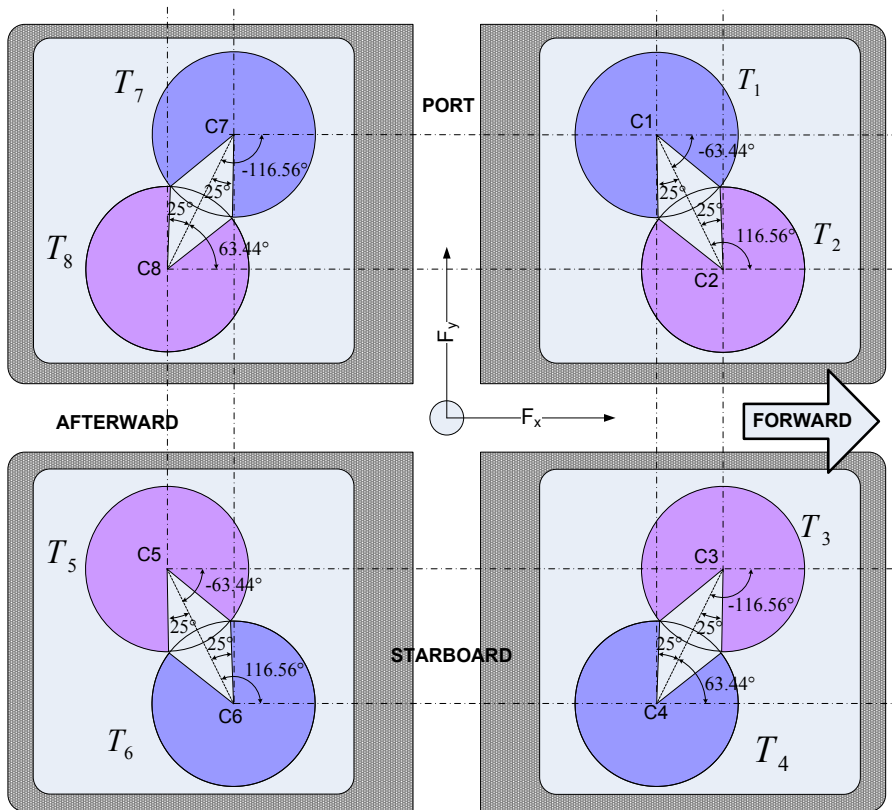 T7
C7
-116.56°
25°
25°
63.44°
T8
C8
PORT
T1
C1
-63.44°
25°
25°
116.56°
T2
C2
Fy
Fx
AFTERWARD
FORWARD
T5
C5
-63.44°
25°
25°
116.56°
C6
T6
STARBOARD
T3
C3
-116.56°
25°
25°
63.44°
C4
T4